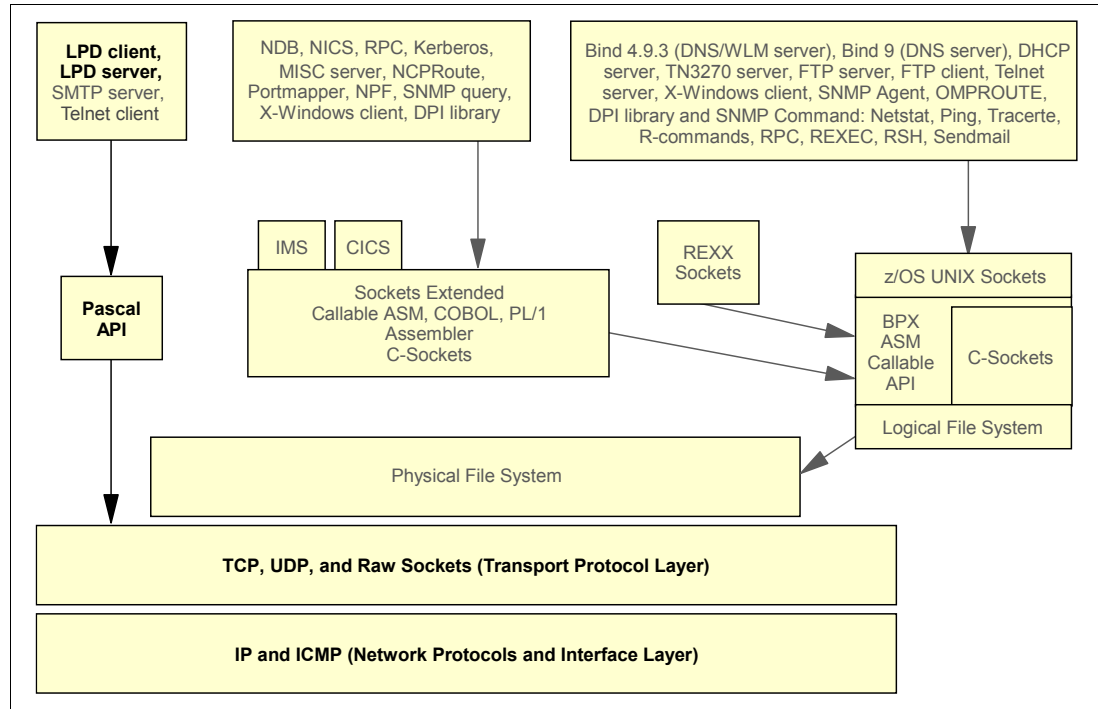 LPD client,
LPD server,
SMTP server,
Telnet client
NDB, NICS, RPC, Kerberos,
MISC server, NCPRoute,
Portmapper, NPF, SNMP query,
X-Windows client, DPI library
Bind 4.9.3 (DNS/WLM server), Bind 9 (DNS server), DHCP
server, TN3270 server, FTP server, FTP client, Telnet
server, X-Windows client, SNMP Agent, OMPROUTE,
DPI library and SNMP Command: Netstat, Ping, Tracerte,
R-commands, RPC, REXEC, RSH, Sendmail
IMS
CICS
REXX
Sockets
Pascal
API
Sockets Extended
Callable ASM, COBOL, PL/1
Assembler
C-Sockets
z/OS UNIX Sockets
BPX
ASM
Callable
API
C-Sockets
Logical File System
Physical File System
TCP, UDP, and Raw Sockets (Transport Protocol Layer)
IP and ICMP (Network Protocols and Interface Layer)